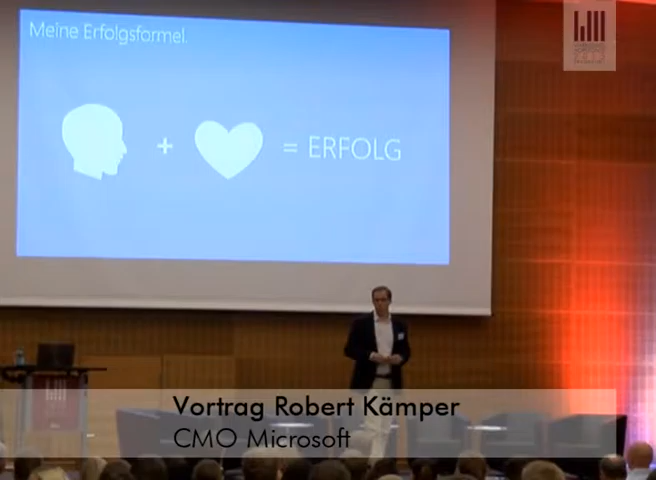 Meine Erfolgsformel.
+ = ERFOLG
Vortrag Robert Kämper
CMO Microsoft